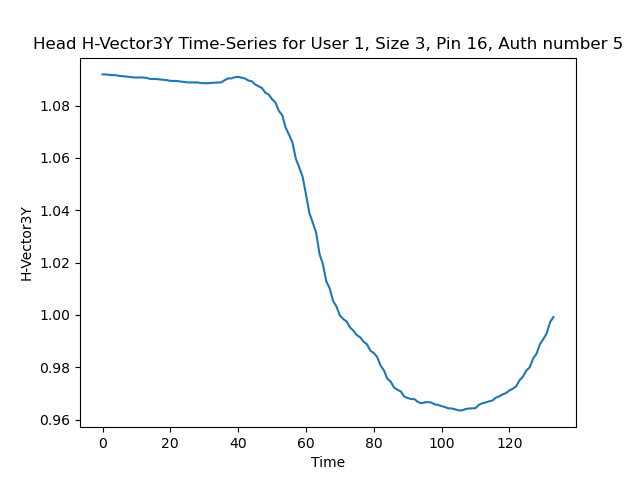 Head H-Vector3Y Time-Series for User 1, Size 3, Pin 16, Auth number 5
H-Vector3Y
1.08
1.06
1.04
1.02
1.00
0.98
0.96
0 20 40 60 80 100 120
Time